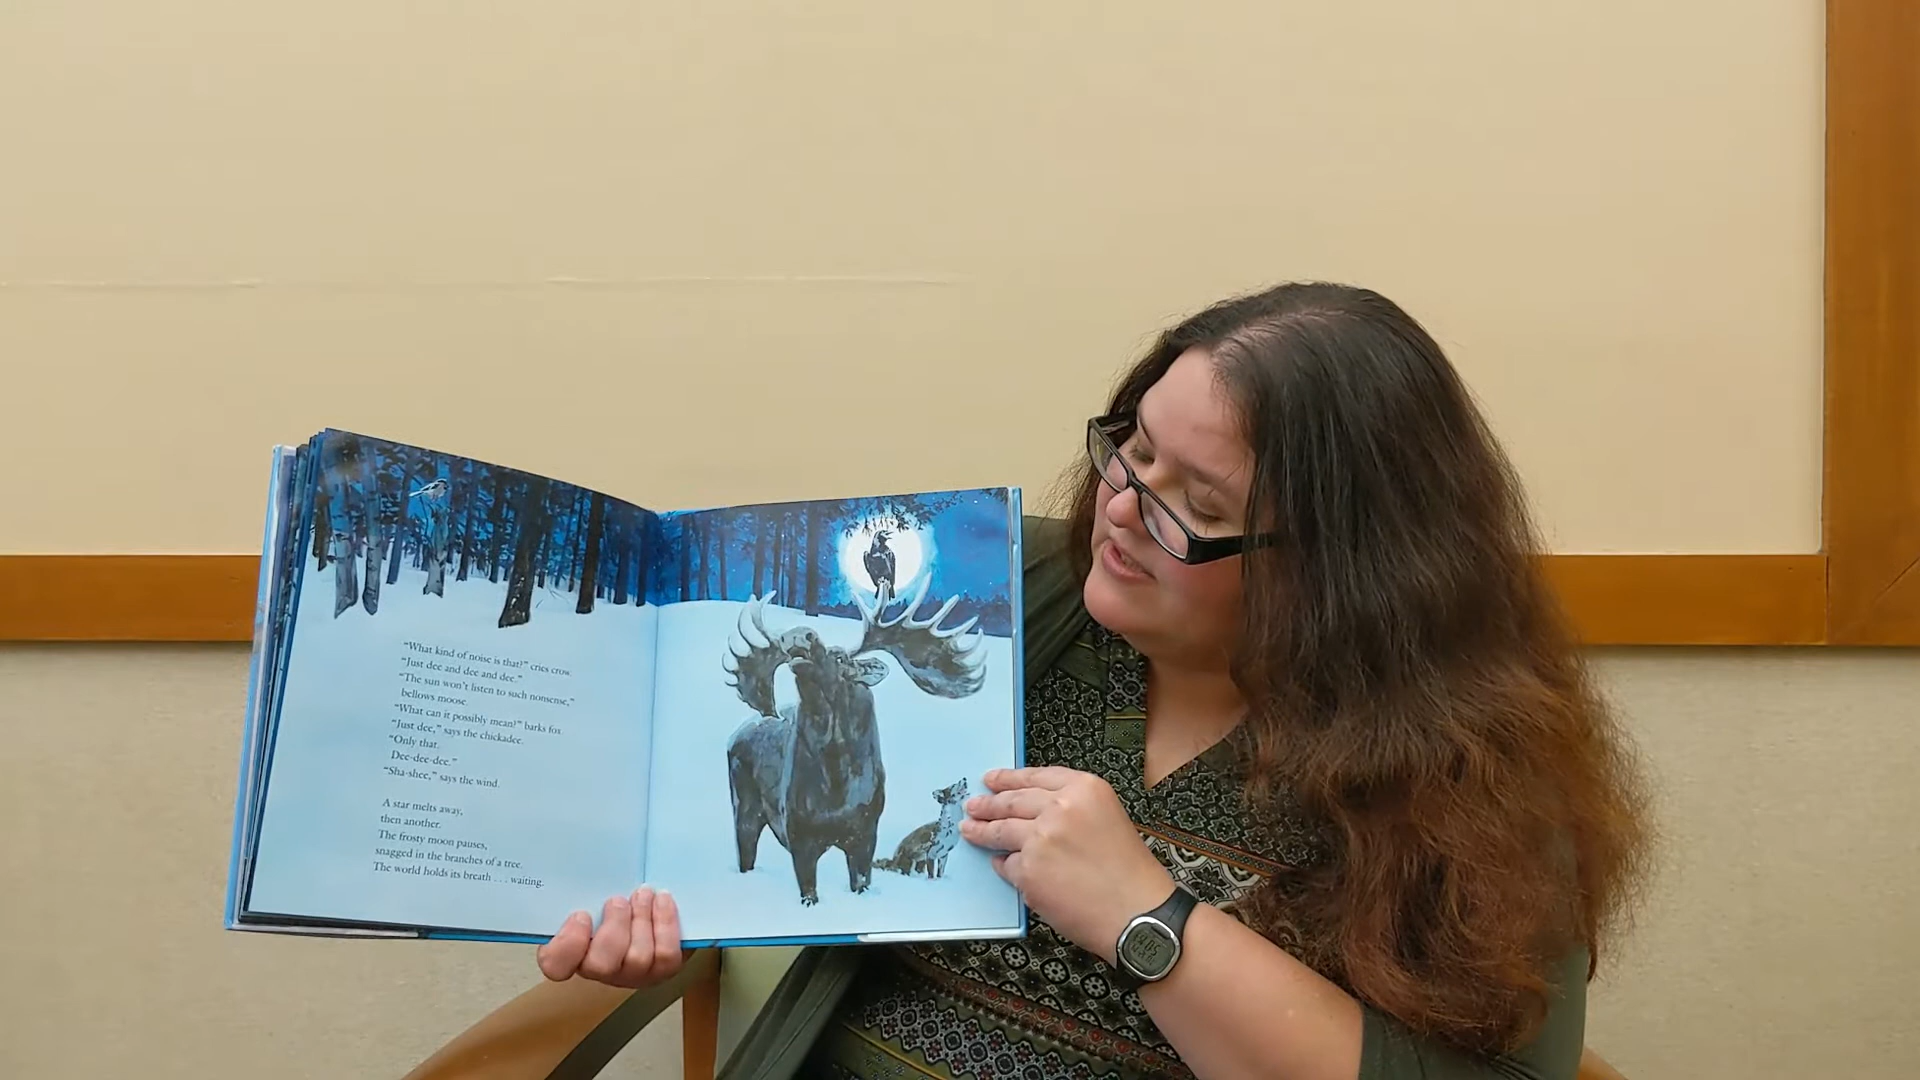 "What kind of noise is that?" cries crow.
"Just dee and dee and dee."
"The sun won't listen to such nonsense,"
bellows moose.
"What can it possibly mean?" barks fox.
"Just dee," says the chickadee.
"Only that.
Dee-dee-dee."
"Sha-shee," says the wind.
A star melts away,
then another.
The frosty moon pauses,
snagged in the branches of a tree.
The world holds its breath . . . waiting.